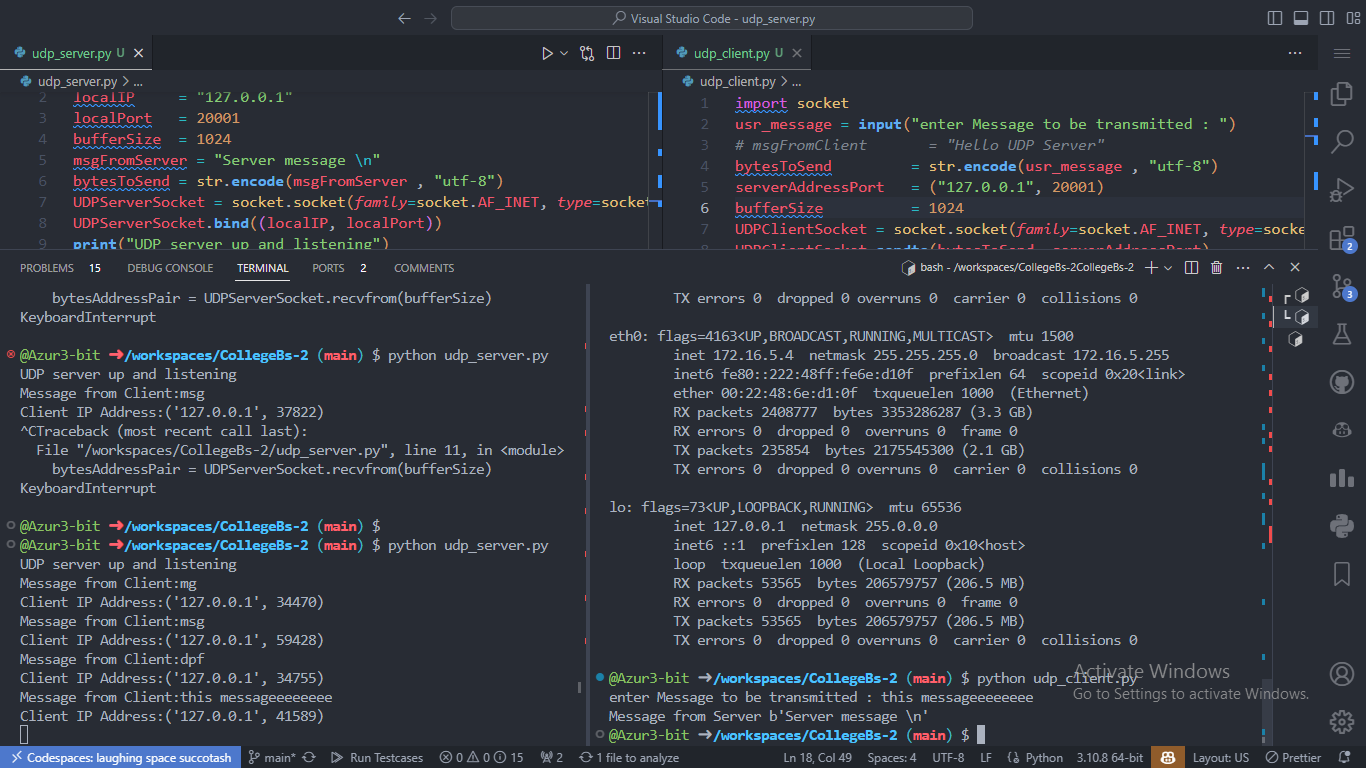 Visual Studio Code - udp_server.py
udp_server.py U
udp_server.py > ...
2 localIP = "127.0.0.1"
3 localPort = 20001
4 bufferSize = 1024
5 msgFromServer = "Server message \n"
6 bytesToSend = str.encode(msgFromServer , "utf-8")
7 UDPServerSocket = socket.socket(family=socket.AF_INET, type=socket
8 UDPServerSocket.bind((localIP, localPort))
9 print("UDP server up and listening")
udp_client.py U
udp_client.py > ...
1 import socket
2 usr_message = input("enter Message to be transmitted : ")
3 # msgFromClient = "Hello UDP Server"
4 bytesToSend = str.encode(usr_message , "utf-8")
5 serverAddressPort = ("127.0.0.1", 20001)
6 bufferSize = 1024
7 UDPClientSocket = socket.socket(family=socket.AF_INET, type=socke
8 UDPClientSocket.sendto(bytesToSend, serverAddressPort)
PROBLEMS 15 DEBUG CONSOLE TERMINAL PORTS 2 COMMENTS
bash - /workspaces/CollegeBs-2CollegeBs-2
bytesAddressPair = UDPServerSocket.recvfrom(bufferSize)
KeyboardInterrupt
@Azur3-bit ➜/workspaces/CollegeBs-2 (main) $ python udp_server.py
UDP server up and listening
Message from Client:msg
Client IP Address:('127.0.0.1', 37822)
^CTraceback (most recent call last):
File "/workspaces/CollegeBs-2/udp_server.py", line 11, in <module>
bytesAddressPair = UDPServerSocket.recvfrom(bufferSize)
KeyboardInterrupt
@Azur3-bit ➜/workspaces/CollegeBs-2 (main) $
@Azur3-bit ➜/workspaces/CollegeBs-2 (main) $ python udp_server.py
UDP server up and listening
Message from Client:mg
Client IP Address:('127.0.0.1', 34470)
Message from Client:msg
Client IP Address:('127.0.0.1', 59428)
Message from Client:dpf
Client IP Address:('127.0.0.1', 34755)
Message from Client:this messageeeeeeee
Client IP Address:('127.0.0.1', 41589)
TX errors 0 dropped 0 overruns 0 carrier 0 collisions 0
eth0: flags=4163<UP,BROADCAST,RUNNING,MULTICAST> mtu 1500
inet 172.16.5.4 netmask 255.255.255.0 broadcast 172.16.5.255
inet6 fe80::222:48ff:fe6e:d10f prefixlen 64 scopeid 0x20<link>
ether 00:22:48:6e:d1:0f txqueuelen 1000 (Ethernet)
RX packets 2408777 bytes 3353286287 (3.3 GB)
RX errors 0 dropped 0 overruns 0 frame 0
TX packets 235854 bytes 2175545300 (2.1 GB)
TX errors 0 dropped 0 overruns 0 carrier 0 collisions 0
lo: flags=73<UP,LOOPBACK,RUNNING> mtu 65536
inet 127.0.0.1 netmask 255.0.0.0
inet6 ::1 prefixlen 128 scopeid 0x10<host>
loop txqueuelen 1000 (Local Loopback)
RX packets 53565 bytes 206579757 (206.5 MB)
RX errors 0 dropped 0 overruns 0 frame 0
TX packets 53565 bytes 206579757 (206.5 MB)
TX errors 0 dropped 0 overruns 0 carrier 0 collisions 0
@Azur3-bit ➜/workspaces/CollegeBs-2 (main) $ python udp_client.py
enter Message to be transmitted : this messageeeeeeee
Message from Server b'Server message \n'
@Azur3-bit ➜/workspaces/CollegeBs-2 (main) $
2
3
Activate Windows
Go to Settings to activate Windows.
Codespaces: laughing space succotash main* Run Testcases 0 0 15 2 1 file to analyze Ln 18, Col 49 Spaces: 4 UTF-8 LF Python 3.10.8 64-bit Layout: US Prettier